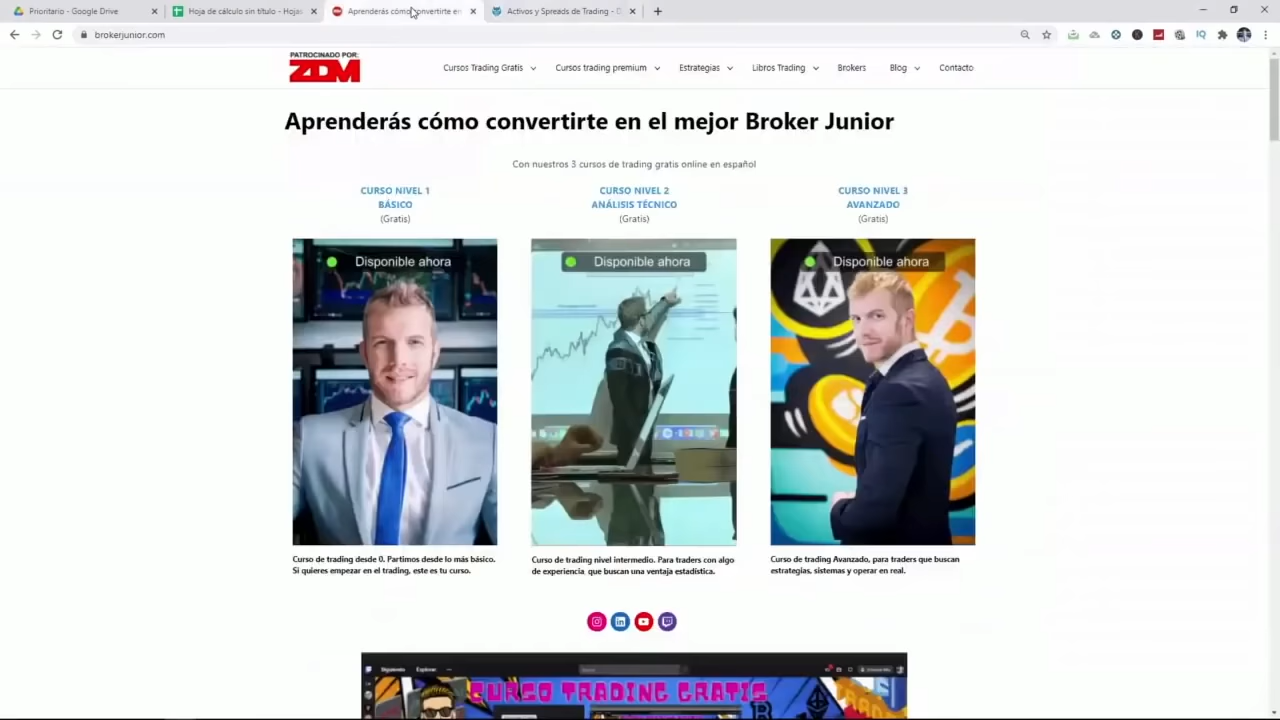 Prioritario - Google Drive
Hoja de cálculo sin título - Hojas
Aprenderás cómo convertirte en
Activos y Spreads de Trading - D
brokerjunior.com
PATROCINADO POR:
ZDM
Cursos Trading Gratis
Cursos trading premium
Estrategias
Libros Trading
Brokers
Blog
Contacto
Aprenderás cómo convertirte en el mejor Broker Junior
Con nuestros 3 cursos de trading gratis online en español
CURSO NIVEL 1
BÁSICO
(Gratis)
Disponible ahora
Curso de trading desde 0. Partimos desde lo más básico.
Si quieres empezar en el trading, este es tu curso.
CURSO NIVEL 2
ANÁLISIS TÉCNICO
(Gratis)
Disponible ahora
Curso de trading nivel intermedio. Para traders con algo
de experiencia que buscan una ventaja estadística.
CURSO NIVEL 3
AVANZADO
(Gratis)
Disponible ahora
Curso de trading Avanzado, para traders que buscan
estrategias, sistemas y operar en real.
Siguiendo
Explorar
CURSO TRADING GRATIS